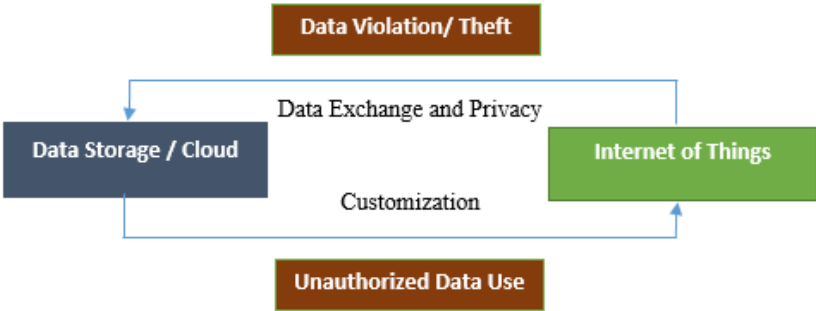 Data Violation/ Theft
Data Exchange and Privacy
Data Storage / Cloud
Internet of Things
Customization
Unauthorized Data Use